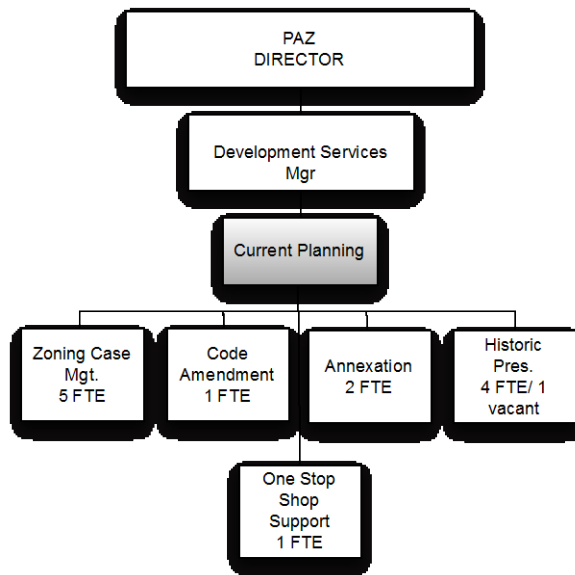 PAZ
DIRECTOR
Development Services
Mgr
Current Planning
Zoning Case
Mgt.
5 FTE
Code
Amendment
1 FTE
Annexation
2 FTE
Historic
Pres.
4 FTE/ 1
vacant
One Stop
Shop
Support
1 FTE